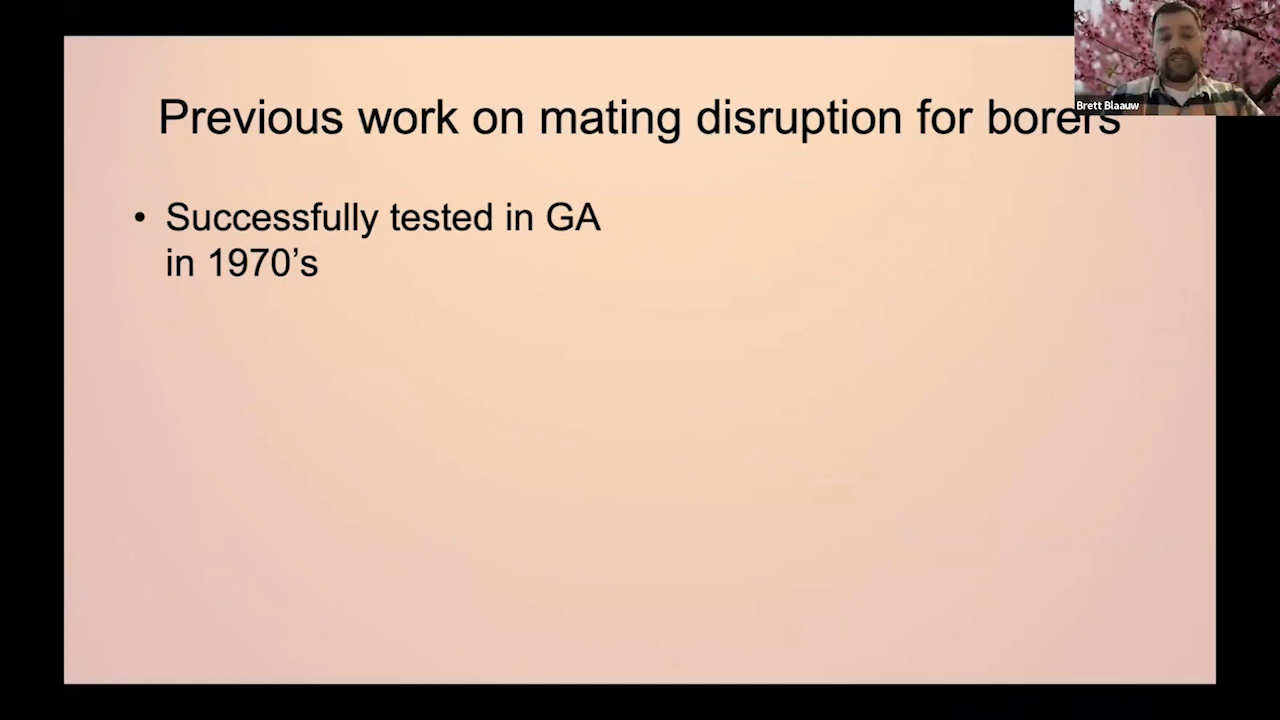 Previous work on mating disruption for borers
• Successfully tested in GA
in 1970's
Brett Blaauw